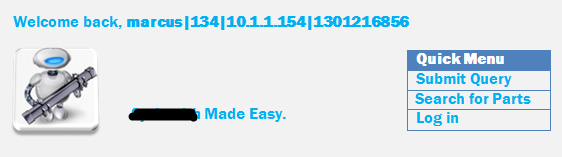 Welcome back, marcus|134|10.1.1.154|1301216856
Quick Menu
Submit Query
Search for Parts
Log in
Made Easy.